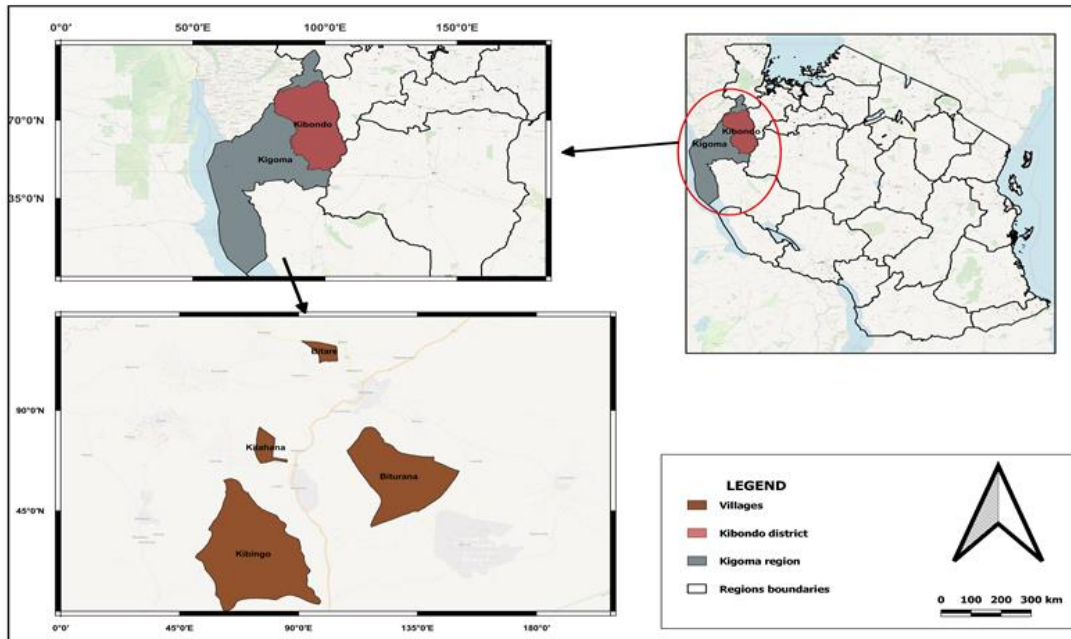 0°0' 50°0'E 100°0'E 150°0'E
70°0'N
35°0'N
Kibondo
Kigoma
Kibondo
Kigoma
90°0'N
45°0'N
Bitare
Kitahana
Biturana
Kibingo
0°0' 45°0'E 90°0'E 135°0'E 180°0'
LEGEND
Villages
Kibondo district
Kigoma region
Regions boundaries
0 100 200 300 km